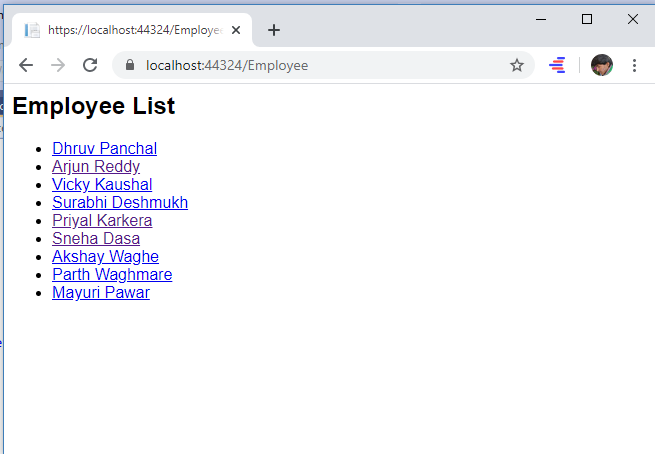 https://localhost:44324/Employee
localhost:44324/Employee
Employee List
Dhruv Panchal
Arjun Reddy
Vicky Kaushal
Surabhi Deshmukh
Priyal Karkera
Sneha Dasa
Akshay Waghe
Parth Waghmare
Mayuri Pawar